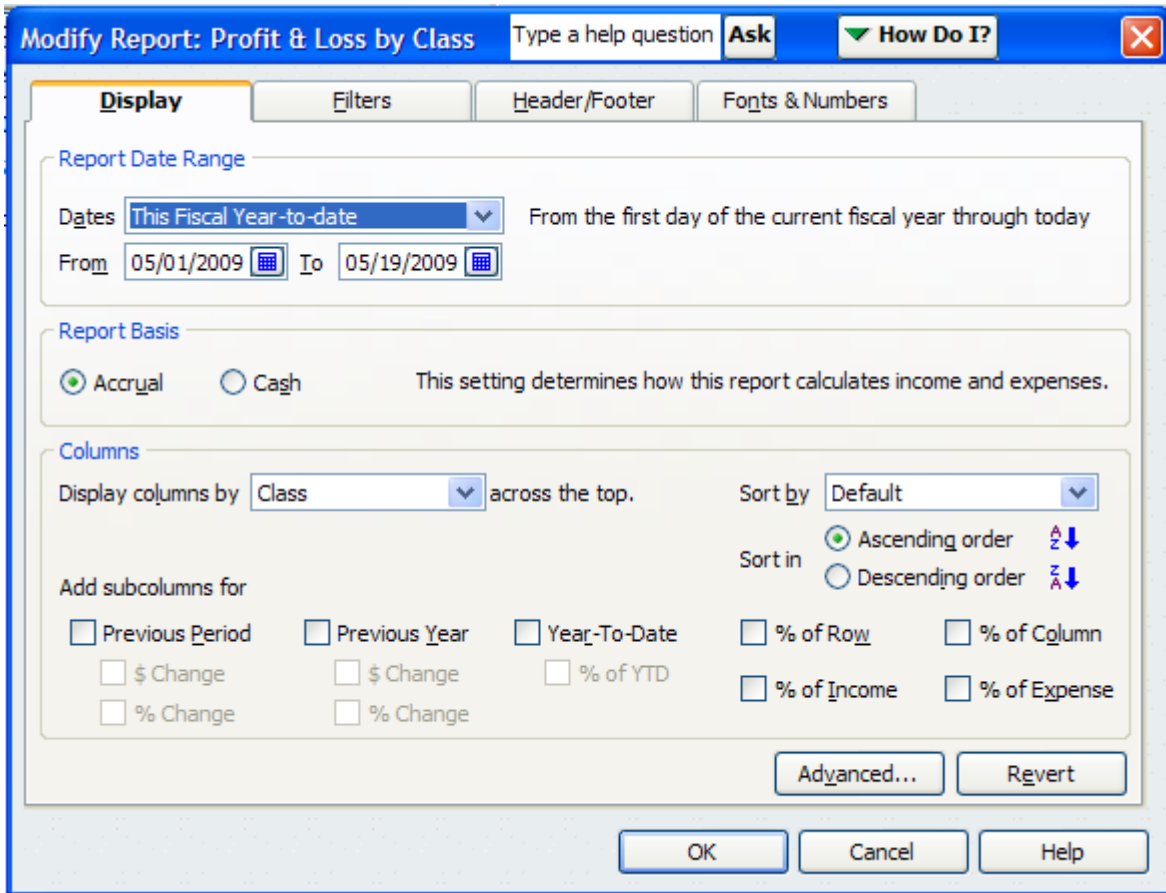 Modify Report: Profit & Loss by Class Type a help question Ask How Do I?
Display Filters Header/Footer Fonts & Numbers
Report Date Range
Dates This Fiscal Year-to-date From the first day of the current fiscal year through today
From 05/01/2009 To 05/19/2009
Report Basis
Accrual Cash This setting determines how this report calculates income and expenses.
Columns
Display columns by Class across the top. Sort by Default
Sort in Ascending order
Descending order
Add subcolumns for
Previous Period Previous Year Year-To-Date % of Row % of Column
$ Change $ Change % of YTD
% of Income % of Expense
% Change % Change
Advanced... Revert
OK Cancel Help